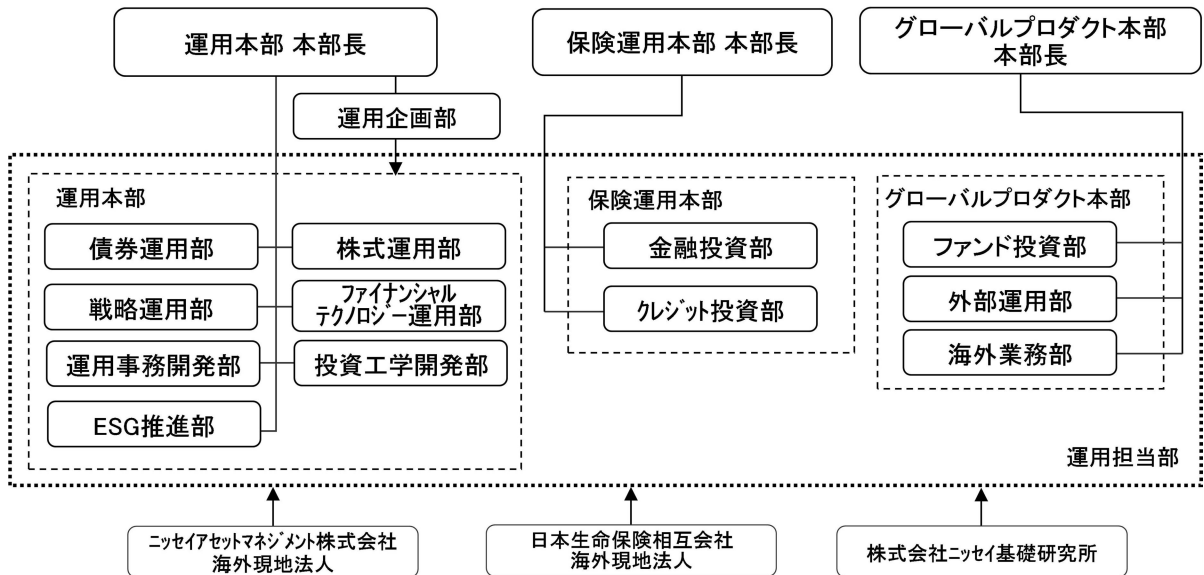 運用本部 本部長
保険運用本部 本部長
グローバルプロダクト本部
本部長
運用企画部
運用本部
債券運用部
株式運用部
戦略運用部
ファイナンシャル
テクノロジー運用部
運用事務開発部
投資工学開発部
ESG推進部
保険運用本部
金融投資部
クレジット投資部
グローバルプロダクト本部
ファンド投資部
外部運用部
海外業務部
運用担当部
ニッセイアセットマネジメント株式会社
海外現地法人
日本生命保険相互会社
海外現地法人
株式会社ニッセイ基礎研究所